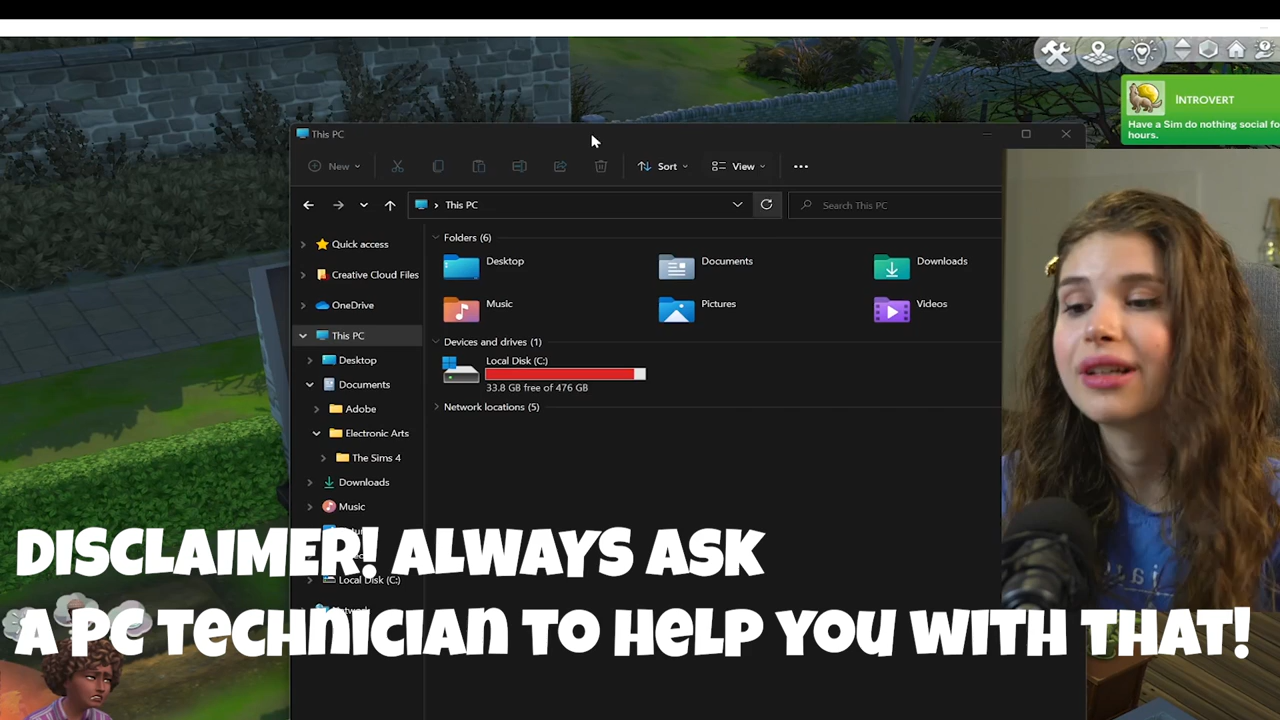 INTROVERT
Have a Sim do nothing social for
hours.
This PC
New
Sort
View
This PC
Search This PC
Quick access
Creative Cloud Files
OneDrive
This PC
Desktop
Documents
Adobe
Electronic Arts
The Sims 4
Downloads
Music
Local Disk (C:)
Folders (6)
Desktop
Documents
Downloads
Music
Pictures
Videos
Devices and drives (1)
Local Disk (C:)
33.8 GB free of 476 GB
Network locations (5)
DISCLAIMER! ALWAYS ASK
A PC TECHNICIAN TO HELP YOU WITH THAT!